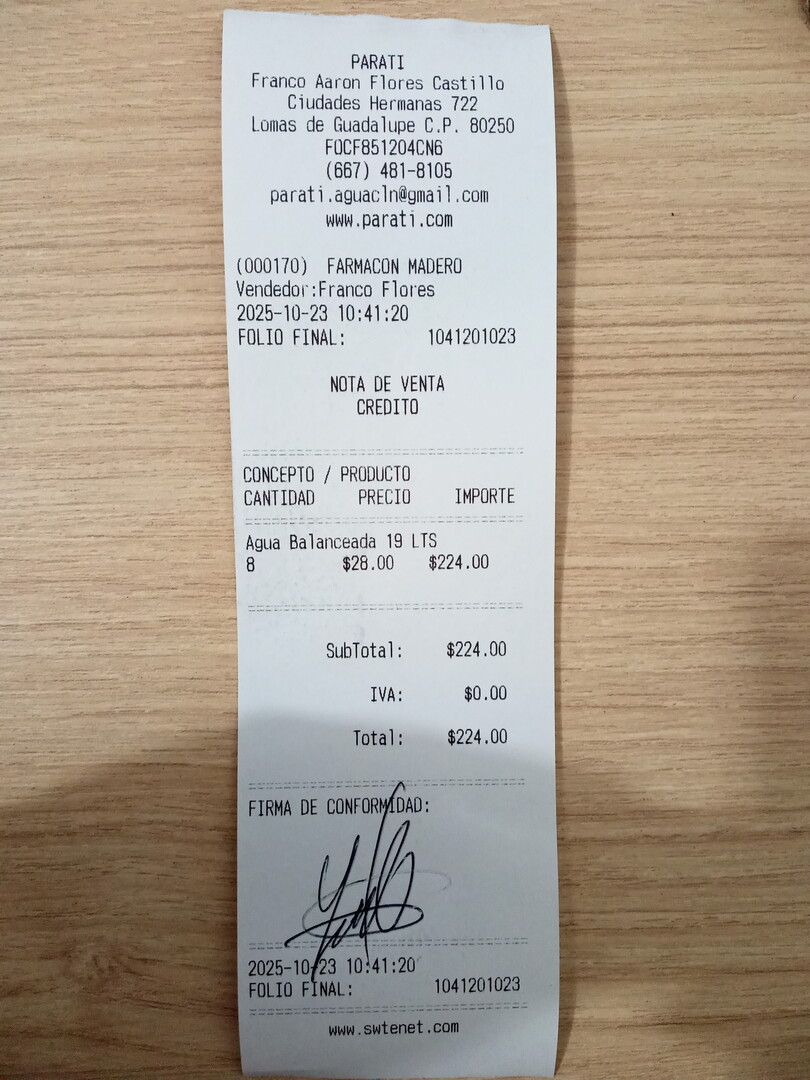 PARATI
Franco Aaron Flores Castillo
Ciudades Hermanas 722
Lomas de Guadalupe C.P. 80250
FOCF851204CN6
(667) 481-8105
parati.aguacln@gmail.com
www.parati.com
(000170) FARMACON MADERO
Vendedor:Franco Flores
2025-10-23 10:41:20
FOLIO FINAL: 1041201023
NOTA DE VENTA
CREDITO
CONCEPTO / PRODUCTO
CANTIDAD PRECIO IMPORTE
Agua Balanceada 19 LTS
8 $28.00 $224.00
SubTotal: $224.00
IVA: $0.00
Total: $224.00
FIRMA DE CONFORMIDAD:
2025-10-23 10:41:20
FOLIO FINAL: 1041201023
www.swtenet.com